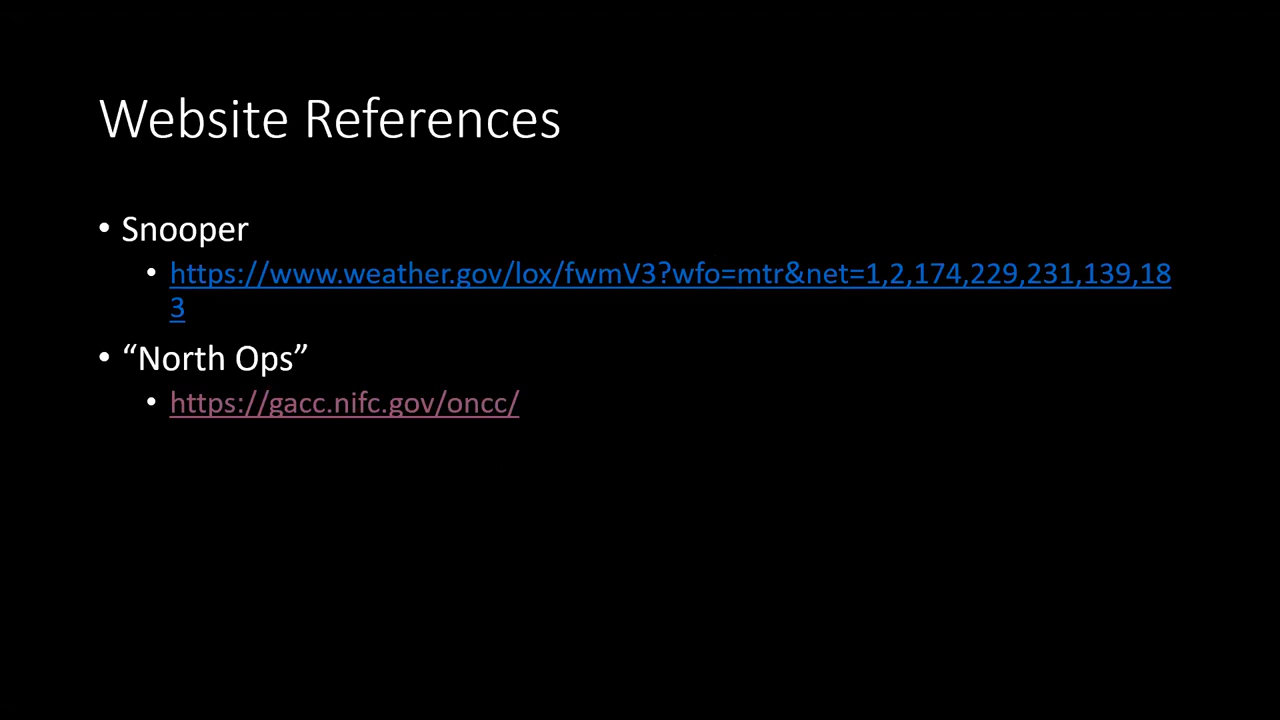 Website References
• Snooper
• https://www.weather.gov/lox/fwmV3?wfo=mtr&net=1,2,174,229,231,139,18
3
• “North Ops”
• https://gacc.nifc.gov/oncc/